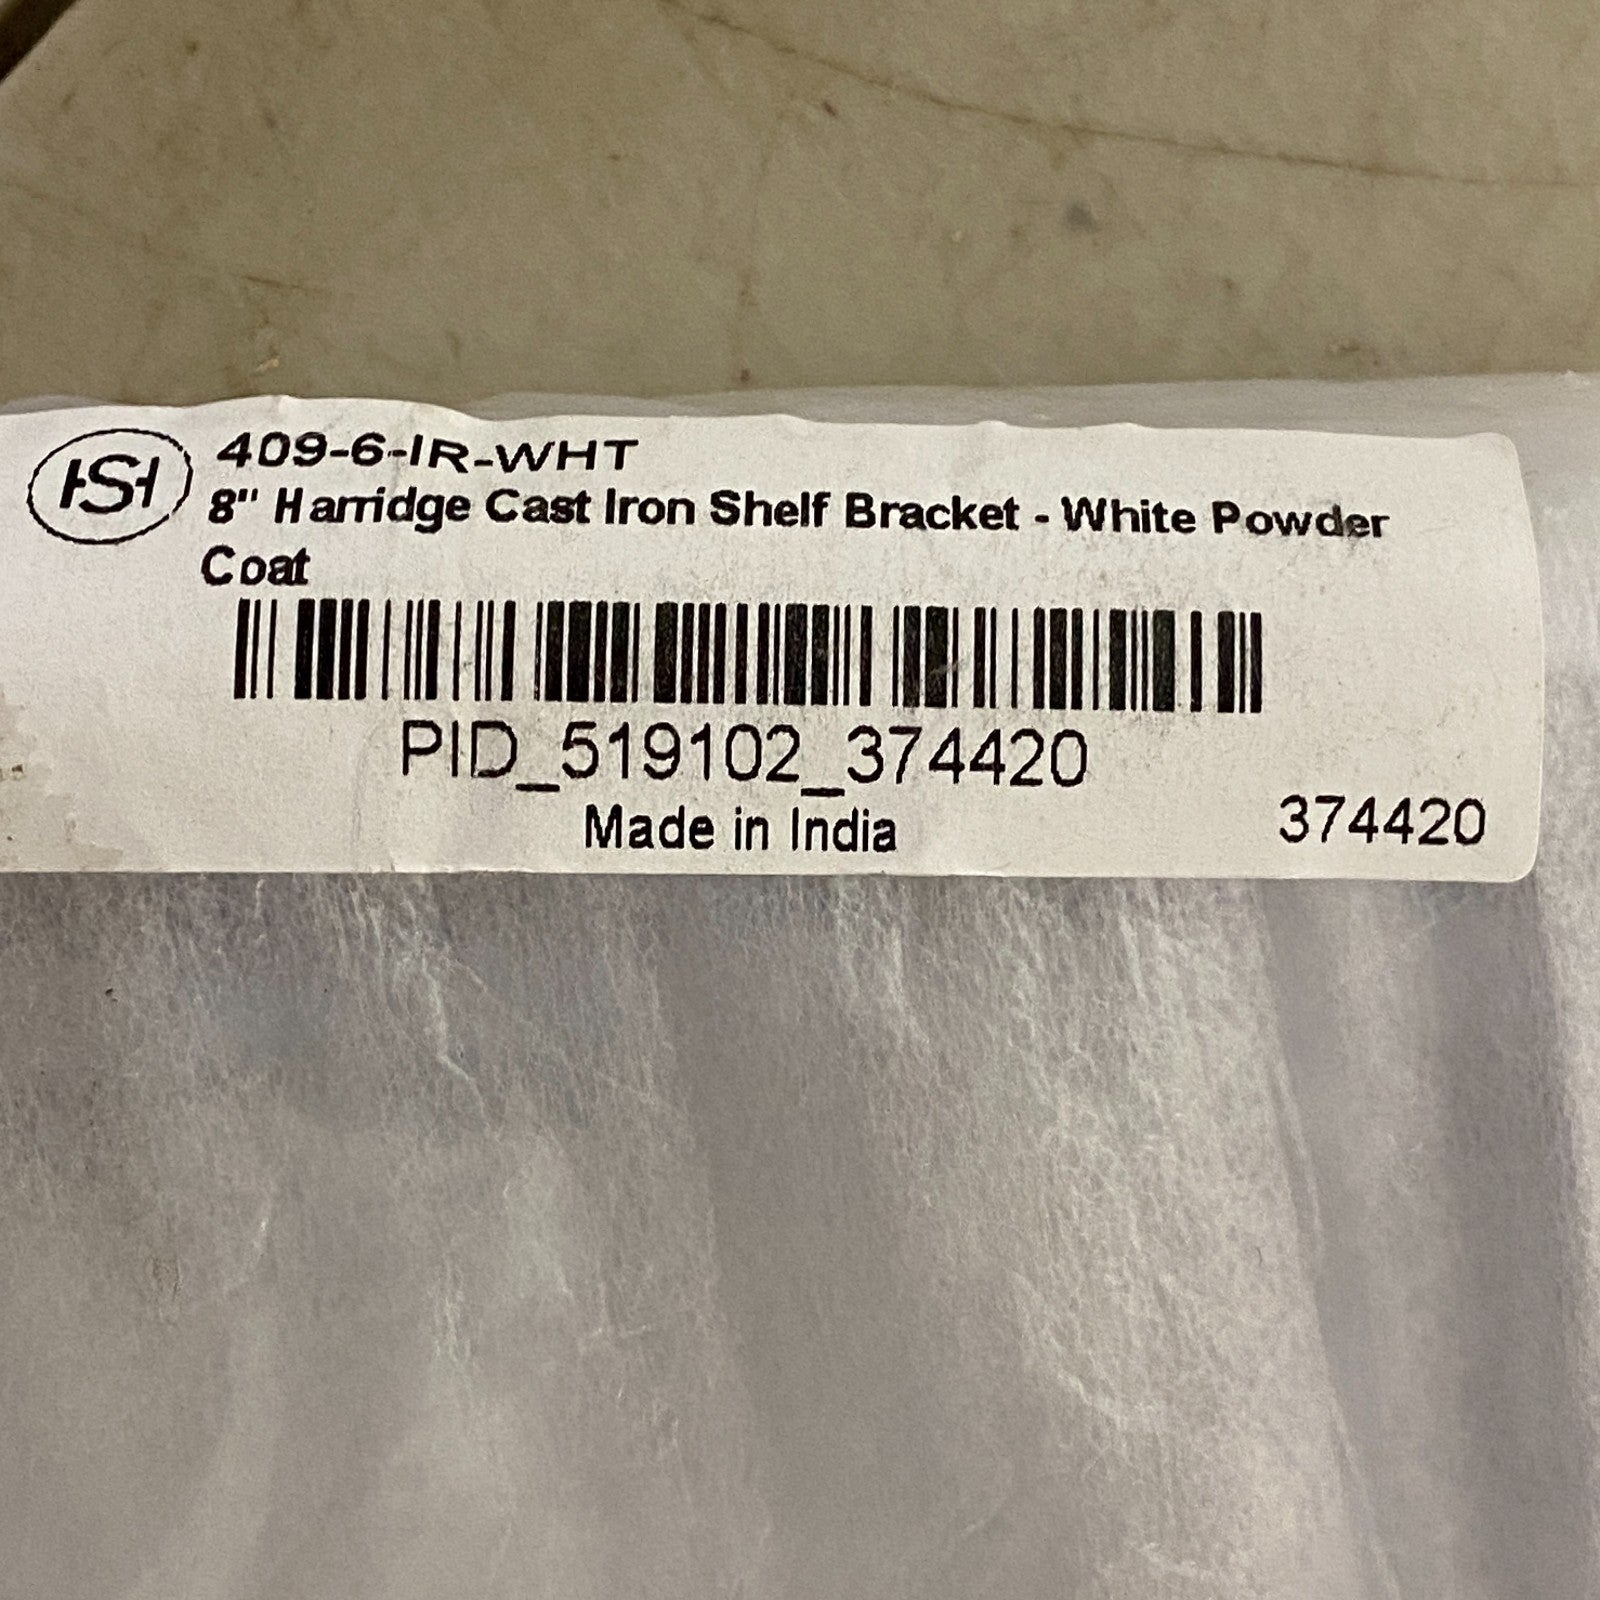 HSH
409-6-IR-WHT
8" Harridge Cast Iron Shelf Bracket - White Powder
Coat
PID_519102_374420
Made in India
374420